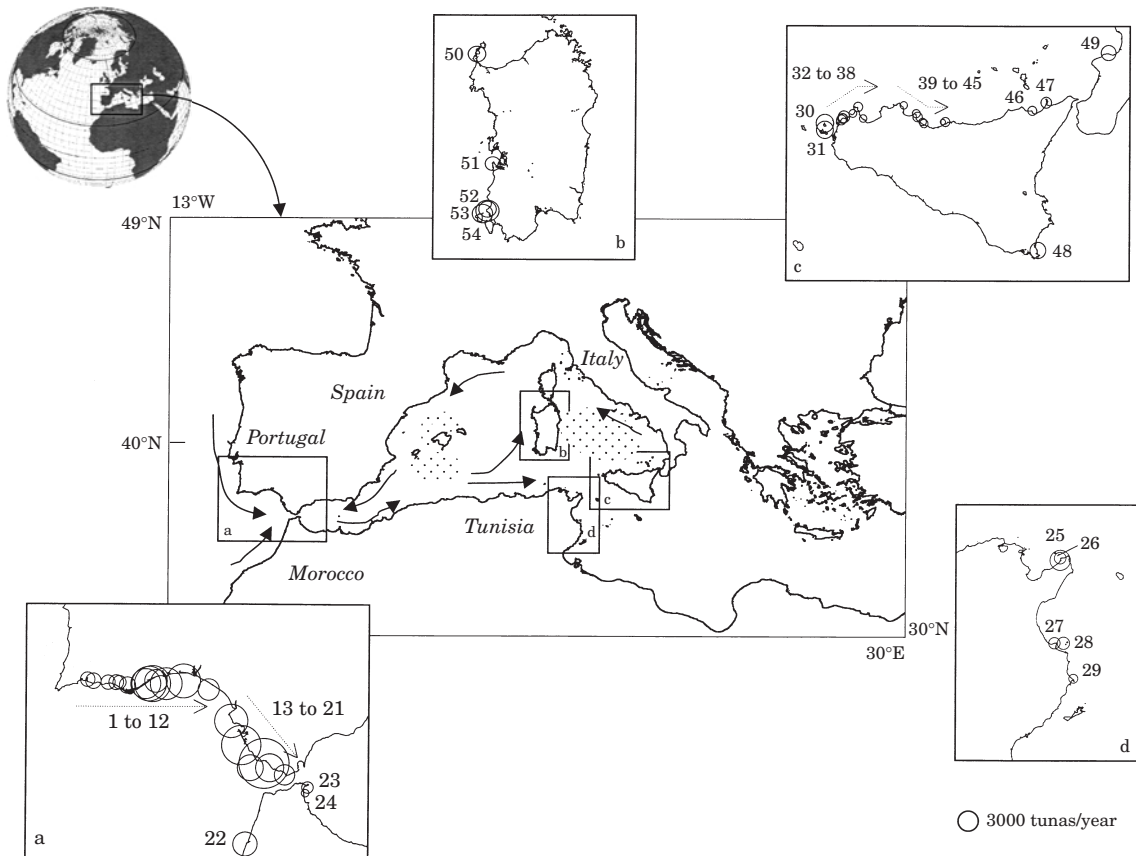 50
51
52
53
54
b
49
32 to 38
39 to 45
47
46
30
31
48
c
13°W
49°N
Italy
Spain
40°N
Portugal
b
c
a
Tunisia
d
Morocco
30°N
30°E
25
26
27
28
29
d
1 to 12
13 to 21
23
24
22
a
3000 tunas/year